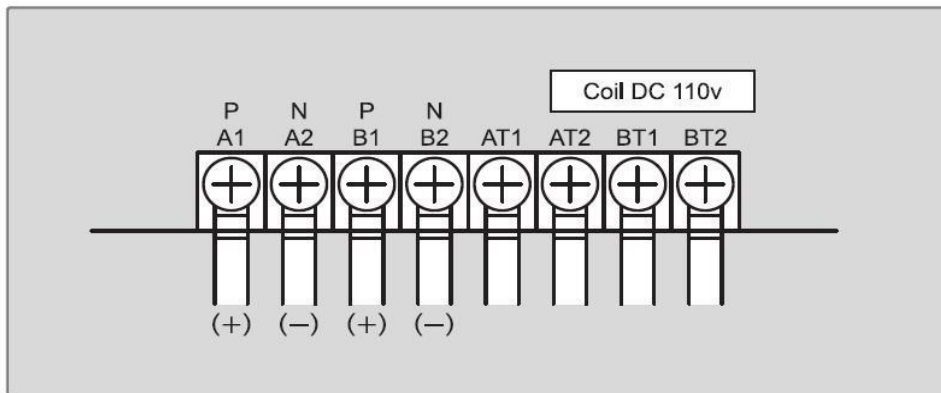 Coil DC 110v
P N P N
A1 A2 B1 B2 AT1 AT2 BT1 BT2
(+) (−) (+) (−)